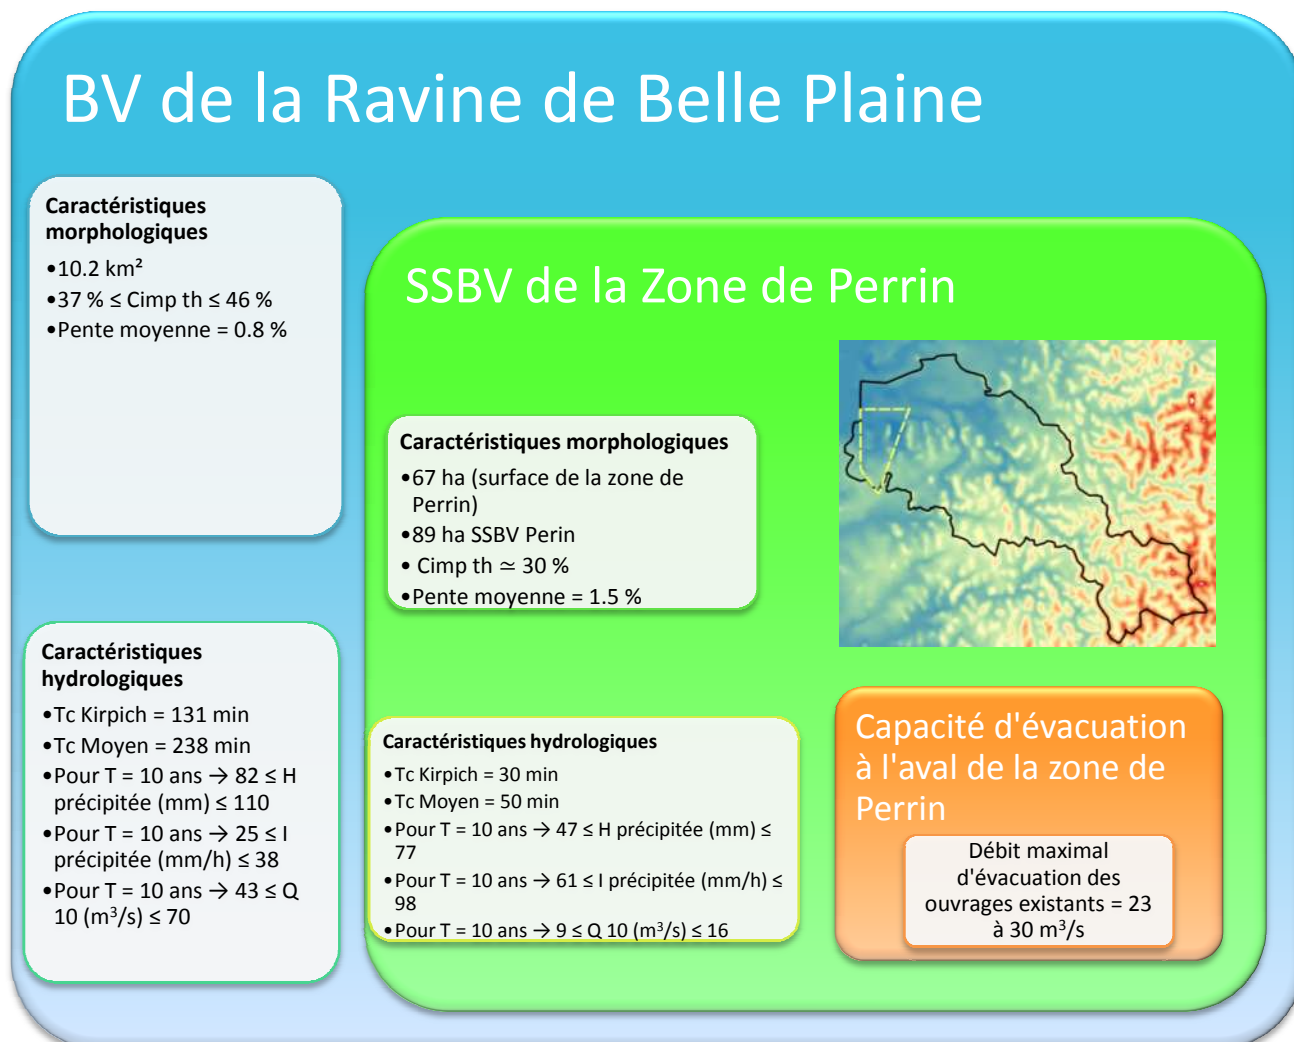 BV de la Ravine de Belle Plaine
Caractéristiques
morphologiques
•10.2 km²
•37 % ≤ Cimp th ≤ 46 %
•Pente moyenne = 0.8 %
Caractéristiques
hydrologiques
•Tc Kirpich = 131 min
•Tc Moyen = 238 min
•Pour T = 10 ans → 82 ≤ H
précipitée (mm) ≤ 110
•Pour T = 10 ans → 25 ≤ I
précipitée (mm/h) ≤ 38
•Pour T = 10 ans → 43 ≤ Q
10 (m³/s) ≤ 70
SSBV de la Zone de Perrin
Caractéristiques morphologiques
•67 ha (surface de la zone de
Perrin)
•89 ha SSBV Perin
• Cimp th ≃ 30 %
•Pente moyenne = 1.5 %
Caractéristiques hydrologiques
•Tc Kirpich = 30 min
•Tc Moyen = 50 min
•Pour T = 10 ans → 47 ≤ H précipitée (mm) ≤
77
•Pour T = 10 ans → 61 ≤ I précipitée (mm/h) ≤
98
•Pour T = 10 ans → 9 ≤ Q 10 (m³/s) ≤ 16
Capacité d'évacuation
à l'aval de la zone de
Perrin
Débit maximal
d'évacuation des
ouvrages existants = 23
à 30 m³/s